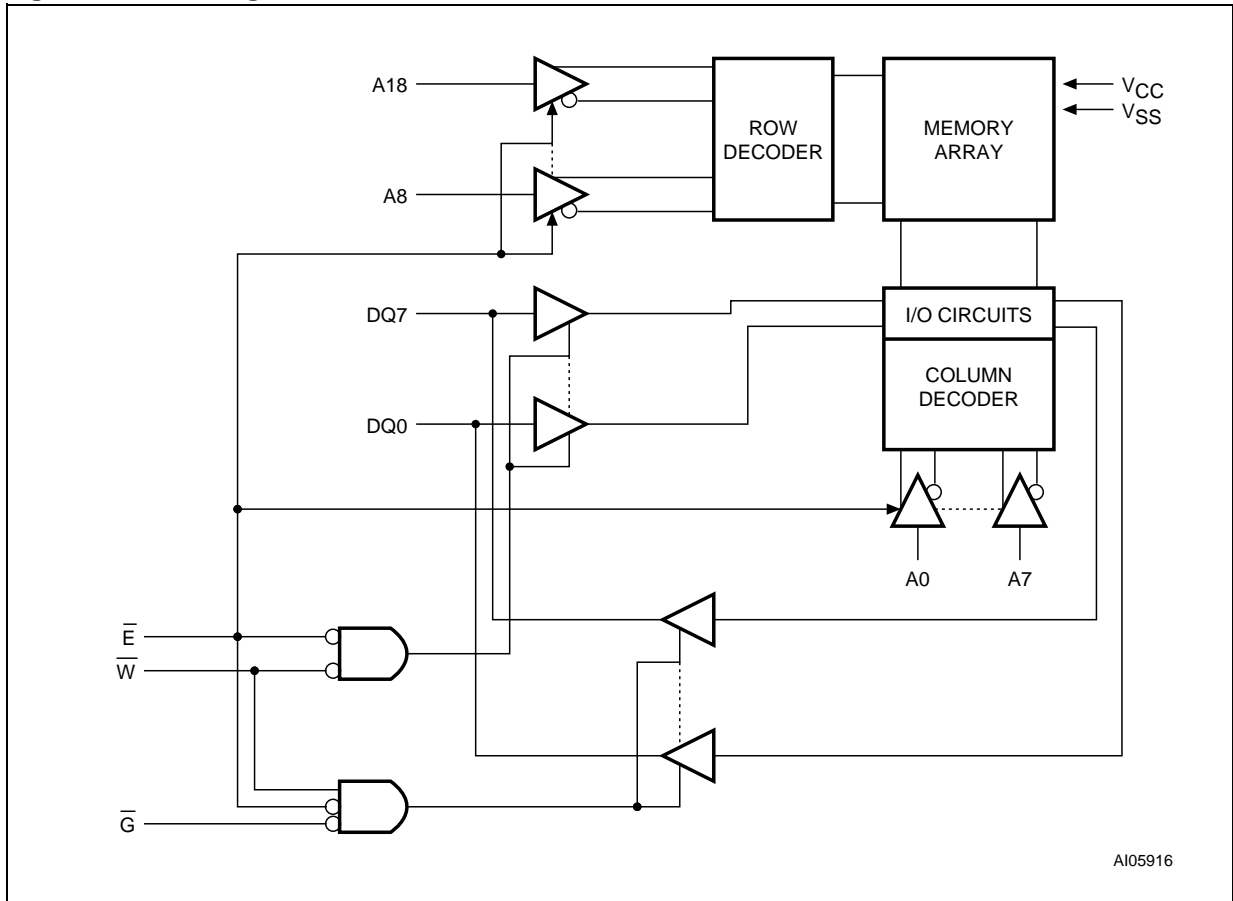 A18
ROW
DECODER
MEMORY
ARRAY
VCC
VSS
A8
DQ7
I/O CIRCUITS
COLUMN
DECODER
DQ0
A0
A7
E̅
W̅
G̅
AI05916